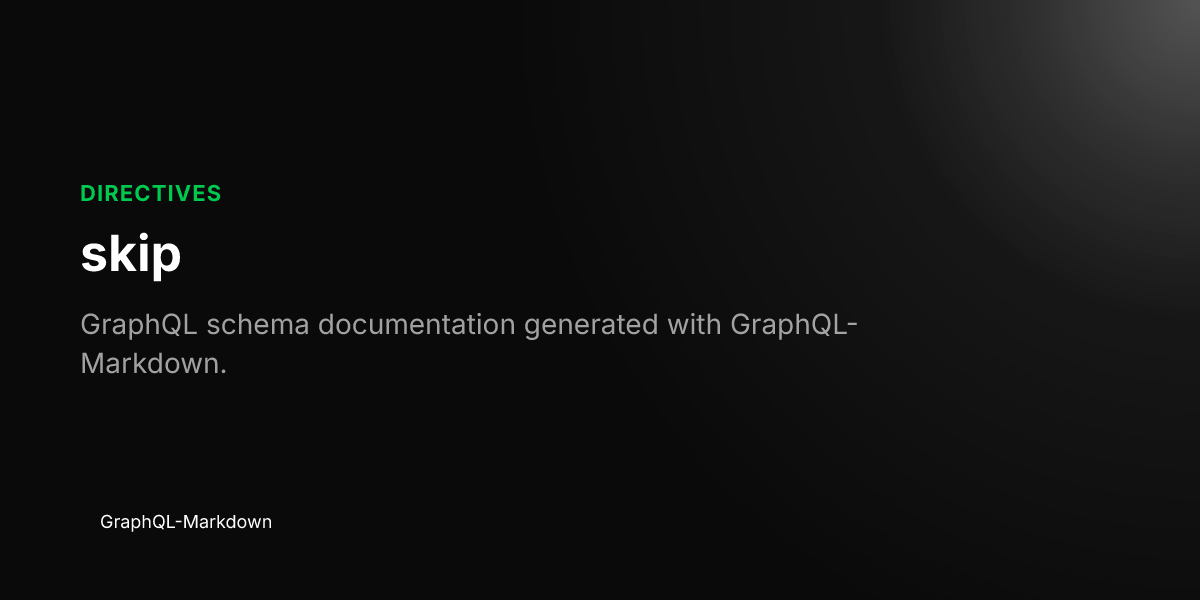 DIRECTIVES
skip
GraphQL schema documentation generated with GraphQL-
Markdown.
GraphQL-Markdown